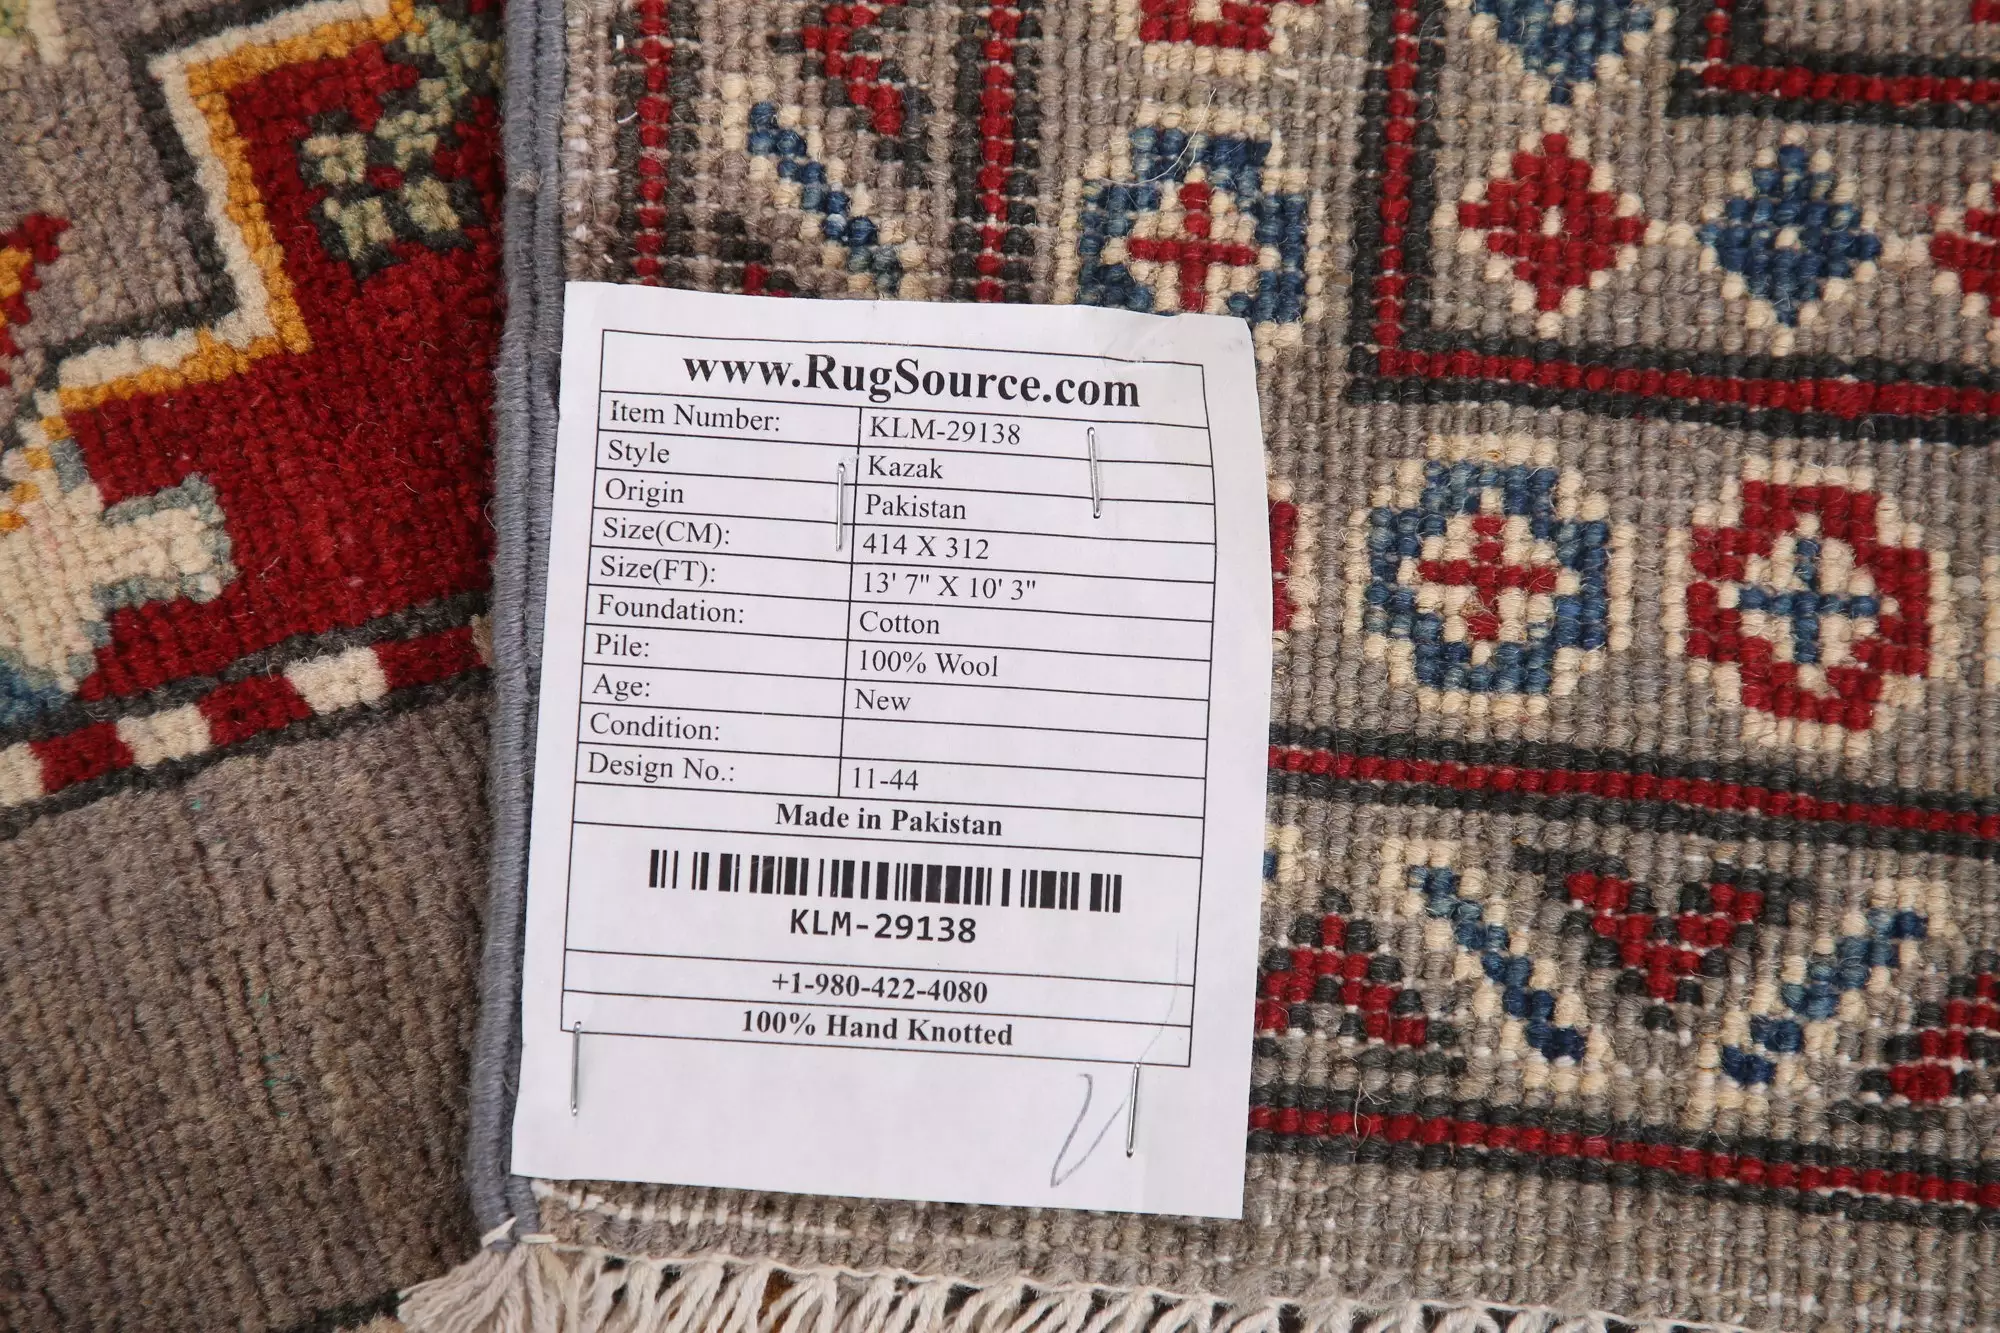 www.RugSource.com
Item Number: KLM-29138
Style Kazak
Origin Pakistan
Size(CM): 414 X 312
Size(FT): 13' 7" X 10' 3"
Foundation: Cotton
Pile: 100% Wool
Age: New
Condition:
Design No.: 11-44
Made in Pakistan
KLM-29138
+1-980-422-4080
100% Hand Knotted